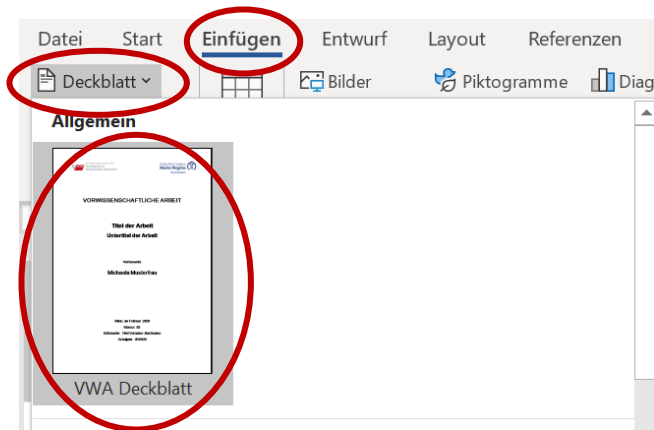 Datei Start Einfügen Entwurf Layout Referenzen
Deckblatt Bilder Piktogramme Diag
Allgemein
VORWISSENSCHAFTLICHE ARBEIT
Titel der Arbeit
Untertitel der Arbeit
Michaela Musterfrau
VWA Deckblatt